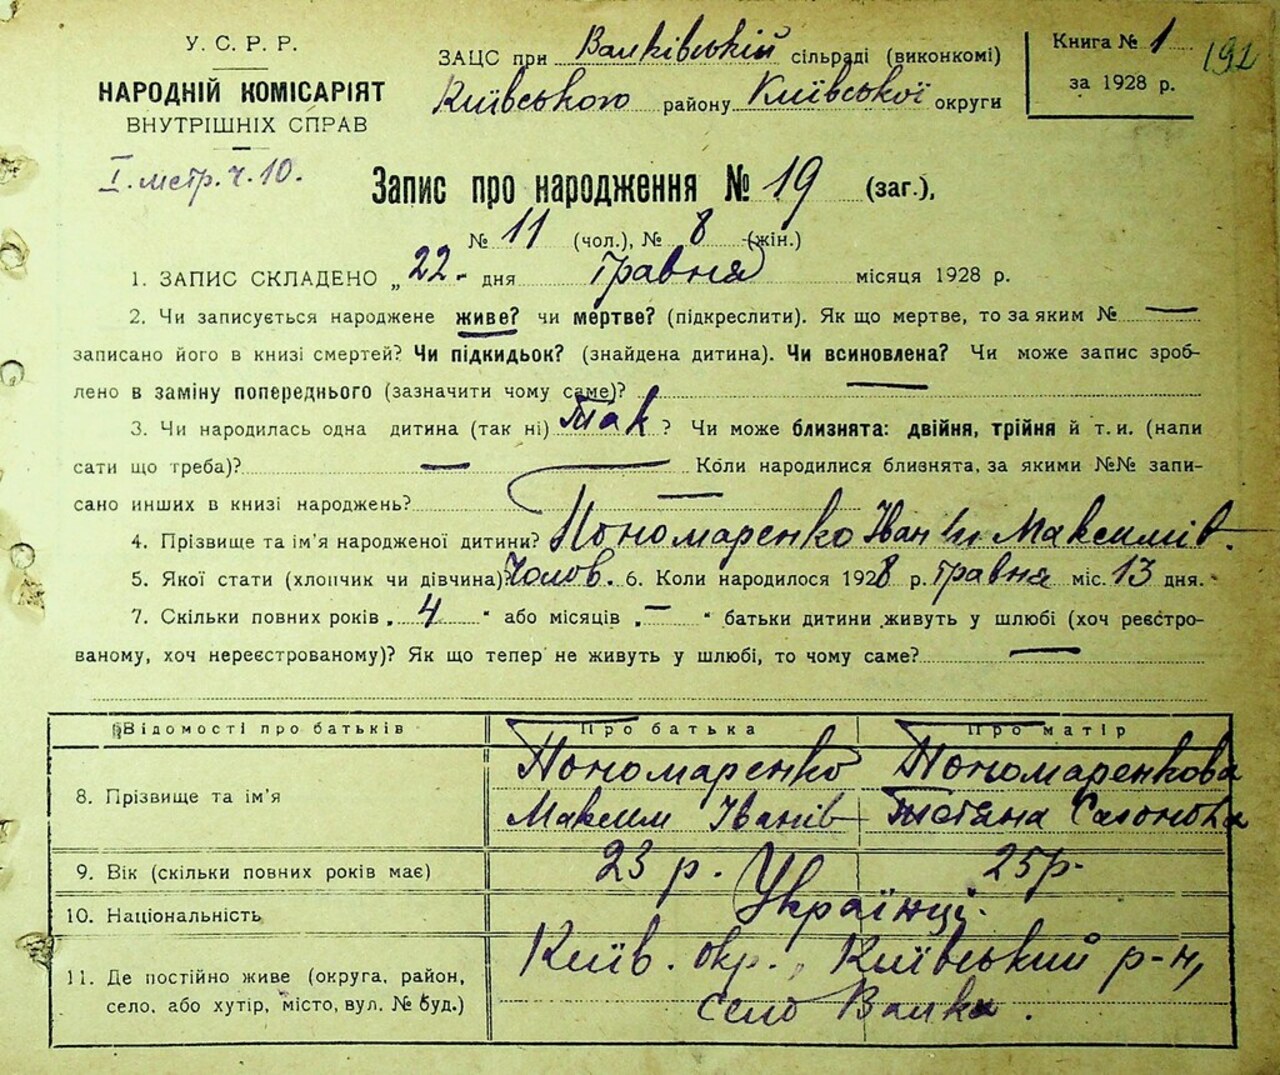 У. С. Р. Р.
НАРОДНІЙ КОМІСАРІЯТ
ВНУТРІШНІХ СПРАВ
І. метр. ч. 10.
ЗАЦС при Валківській сільраді (виконкомі)
Київського району Київської округи
Книга № 1
за 1928 р.
192
Запис про народження № 19 (заг.),
№ 11 (чол.), № 8 (жін.)
1. ЗАПИС СКЛАДЕНО „22- дня травня місяця 1928 р.
2. Чи записується народжене живе? чи мертве? (підкреслити). Як що мертве, то за яким № —
записано його в книзі смертей? Чи підкидьок? (знайдена дитина). Чи всиновлена? Чи може запис зроб-
лено в заміну попереднього (зазначити чому саме)? —
3. Чи народилась одна дитина (так ні) Так ? Чи може близнята: двійня, трійня й т. и. (напи
сати що треба)? — Коли народилися близнята, за якими №№ запи-
сано инших в книзі народжень? —
4. Прізвище та ім'я народженої дитини? Пономаренко Іван Максимів.
5. Якої стати (хлопчик чи дівчина)? Чолов. 6. Коли народилося 1928 р. травня міс. 13 дня.
7. Скільки повних років „ 4 " або місяців „ — " батьки дитини живуть у шлюбі (хоч реєстро-
ваному, хоч нереєстрованому)? Як що тепер не живуть у шлюбі, то чому саме? —
Відомості про батьків Про батька Про матір
8. Прізвище та ім'я
Пономаренко Пономаренкова
Максим Іванів Тетяна
9. Вік (скільки повних років має) 23 р. 25 р.
10. Національність Українці.
11. Де постійно живе (округа, район,
село, або хутір, місто, вул. № буд.)
Київ. окр., Київський р-н,
село Валки.